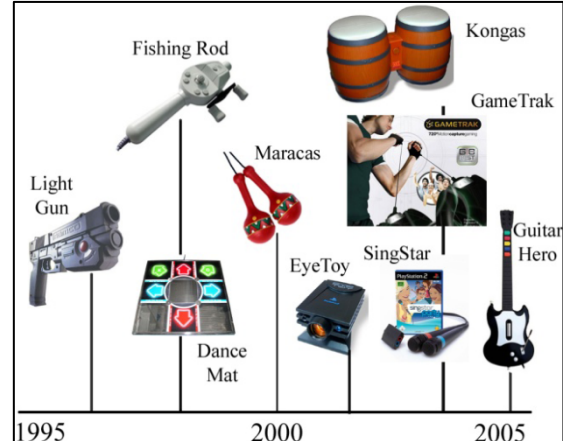 Fishing Rod
Kongas
GameTrak
GAMETRAK
Maracas
Light
Gun
Guitar
Hero
EyeToy
SingStar
PlayStation 2
Dance
Mat
1995
2000
2005